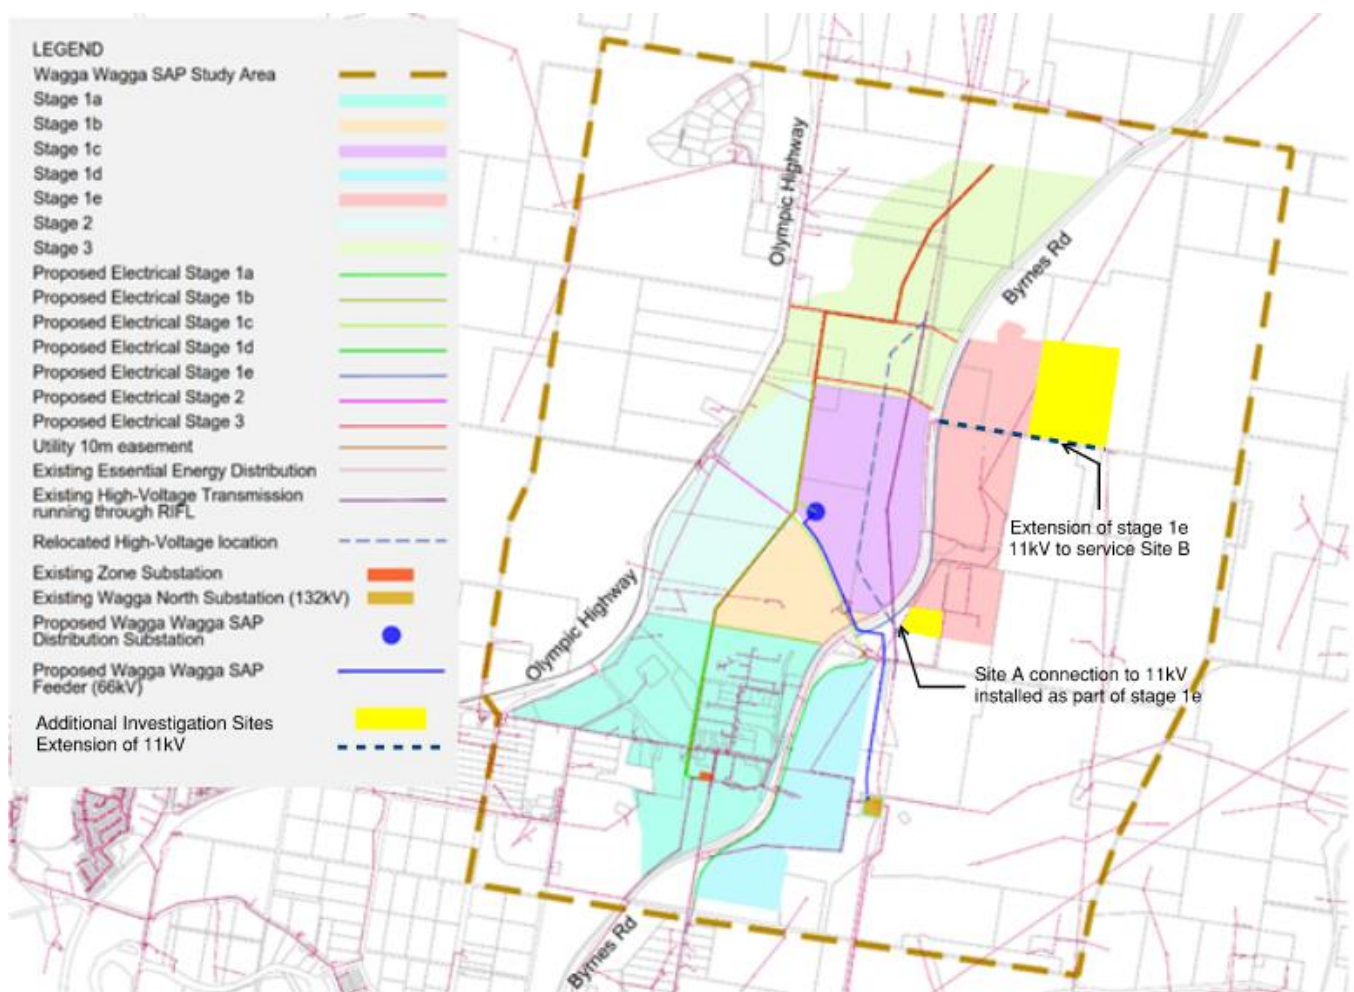 LEGEND
Wagga Wagga SAP Study Area
Stage 1a
Stage 1b
Stage 1c
Stage 1d
Stage 1e
Stage 2
Stage 3
Proposed Electrical Stage 1a
Proposed Electrical Stage 1b
Proposed Electrical Stage 1c
Proposed Electrical Stage 1d
Proposed Electrical Stage 1e
Proposed Electrical Stage 2
Proposed Electrical Stage 3
Utility 10m easement
Existing Essential Energy Distribution
Existing High-Voltage Transmission
running through RIFL
Relocated High-Voltage location
Existing Zone Substation
Existing Wagga North Substation (132kV)
Proposed Wagga Wagga SAP
Distribution Substation
Proposed Wagga Wagga SAP
Feeder (66kV)
Additional Investigation Sites
Extension of 11kV
Olympic Highway
Byrnes Rd
Extension of stage 1e
11kV to service Site B
Olympic Highway
Site A connection to 11kV
installed as part of stage 1e
Byrnes Rd